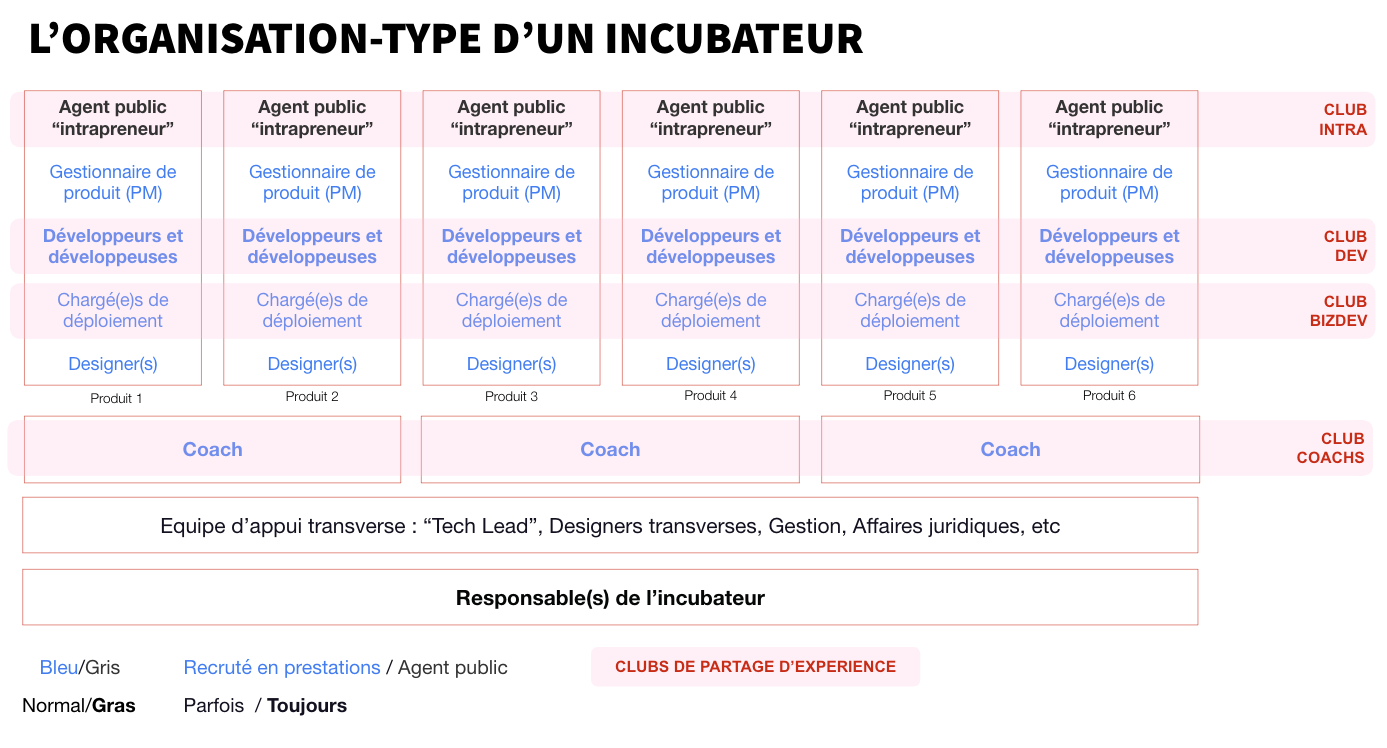 L’ORGANISATION-TYPE D’UN INCUBATEUR
Agent public
“intrapreneur”
Agent public
“intrapreneur”
Agent public
“intrapreneur”
Agent public
“intrapreneur”
Agent public
“intrapreneur”
Agent public
“intrapreneur”
CLUB
INTRA
Gestionnaire de
produit (PM)
Gestionnaire de
produit (PM)
Gestionnaire de
produit (PM)
Gestionnaire de
produit (PM)
Gestionnaire de
produit (PM)
Gestionnaire de
produit (PM)
Développeurs et
développeuses
Développeurs et
développeuses
Développeurs et
développeuses
Développeurs et
développeuses
Développeurs et
développeuses
Développeurs et
développeuses
CLUB
DEV
Chargé(e)s de
déploiement
Chargé(e)s de
déploiement
Chargé(e)s de
déploiement
Chargé(e)s de
déploiement
Chargé(e)s de
déploiement
Chargé(e)s de
déploiement
CLUB
BIZDEV
Designer(s)
Designer(s)
Designer(s)
Designer(s)
Designer(s)
Designer(s)
Produit 1
Produit 2
Produit 3
Produit 4
Produit 5
Produit 6
Coach
Coach
Coach
CLUB
COACHS
Equipe d’appui transverse : “Tech Lead”, Designers transverses, Gestion, Affaires juridiques, etc
Responsable(s) de l’incubateur
Bleu/Gris
Recruté en prestations / Agent public
CLUBS DE PARTAGE D’EXPERIENCE
Normal/Gras
Parfois / Toujours